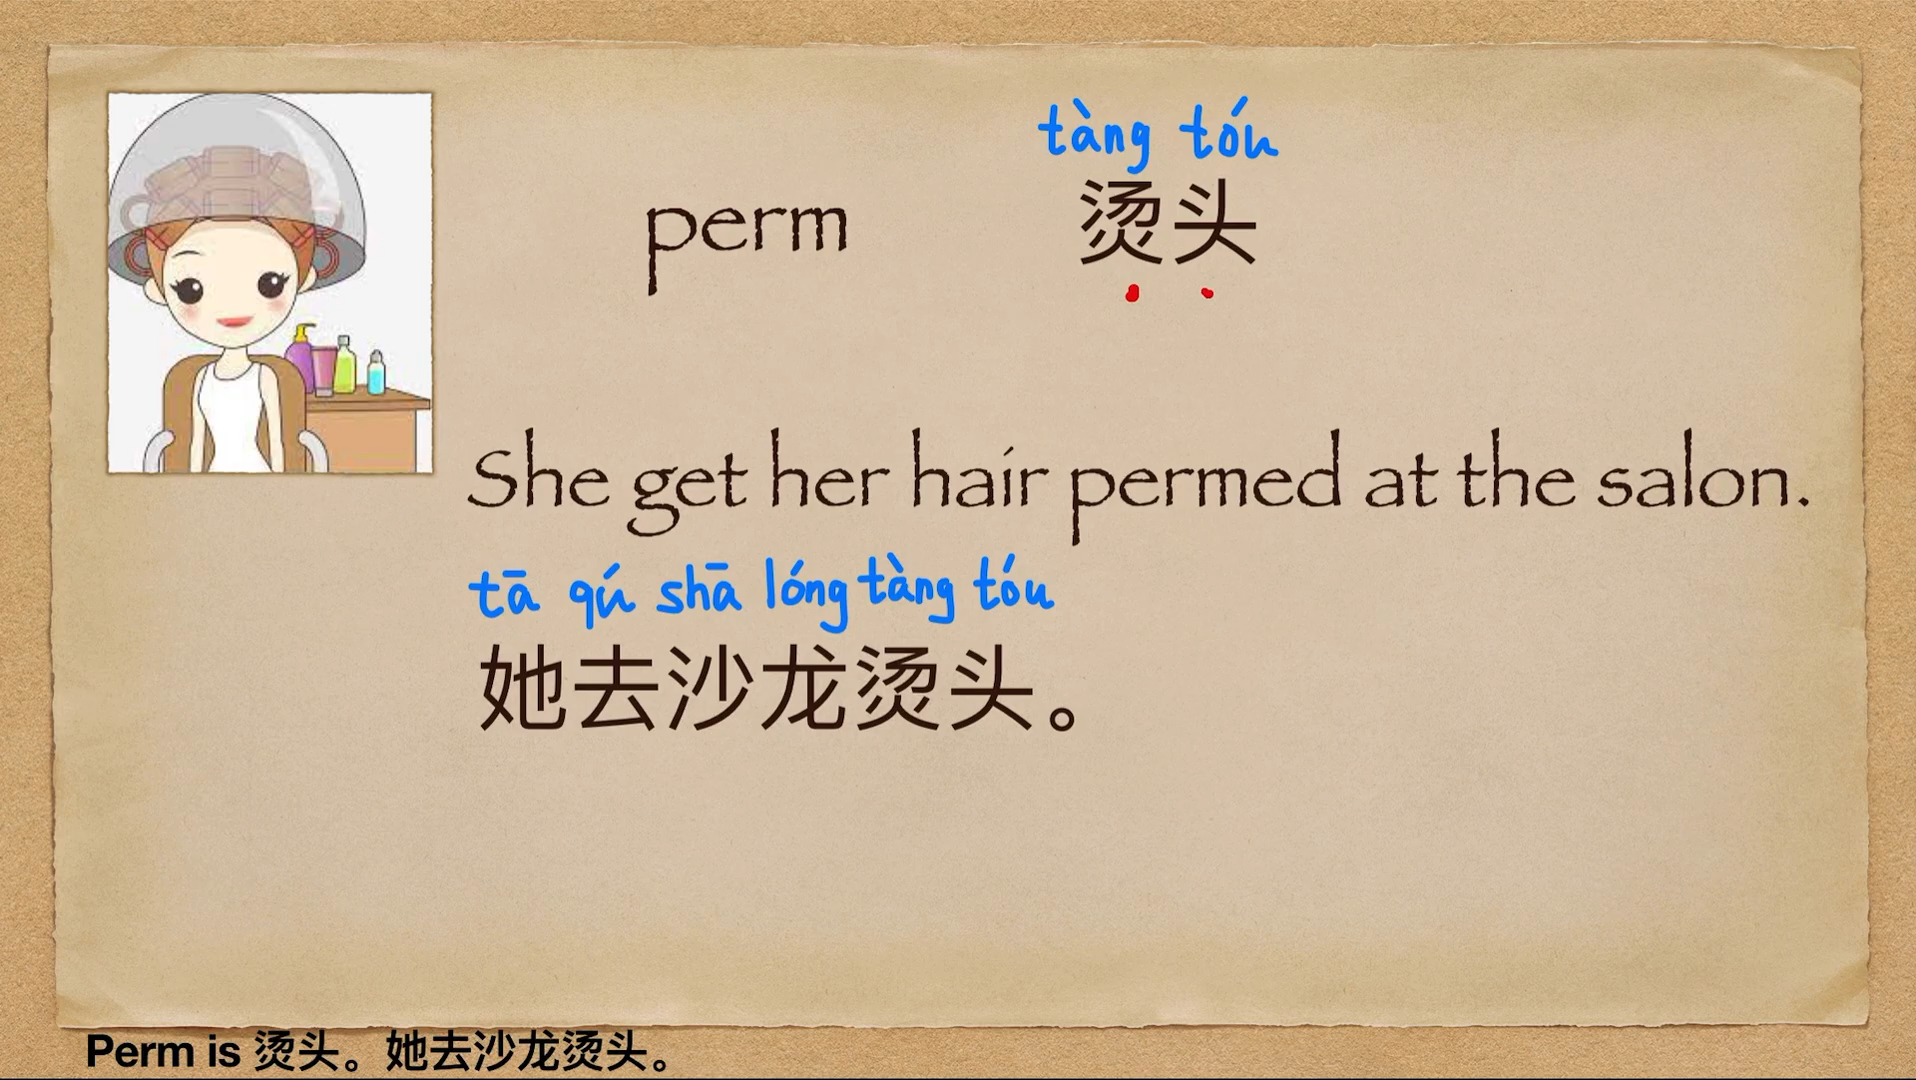 tàng tóu
perm 烫头
She get her hair permed at the salon.
tā qú shā lóng tàng tóu
她去沙龙烫头。
Perm is 烫头。她去沙龙烫头。